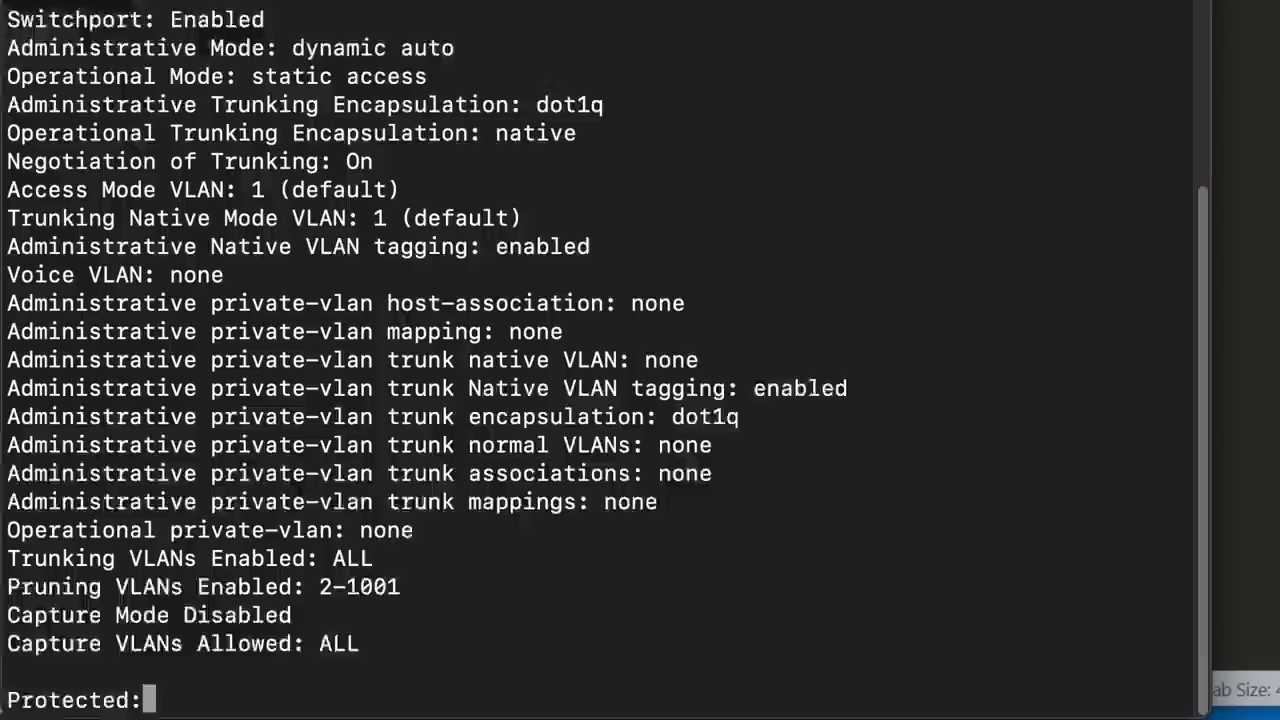 Switchport: Enabled
Administrative Mode: dynamic auto
Operational Mode: static access
Administrative Trunking Encapsulation: dot1q
Operational Trunking Encapsulation: native
Negotiation of Trunking: On
Access Mode VLAN: 1 (default)
Trunking Native Mode VLAN: 1 (default)
Administrative Native VLAN tagging: enabled
Voice VLAN: none
Administrative private-vlan host-association: none
Administrative private-vlan mapping: none
Administrative private-vlan trunk native VLAN: none
Administrative private-vlan trunk Native VLAN tagging: enabled
Administrative private-vlan trunk encapsulation: dot1q
Administrative private-vlan trunk normal VLANs: none
Administrative private-vlan trunk associations: none
Administrative private-vlan trunk mappings: none
Operational private-vlan: none
Trunking VLANs Enabled: ALL
Pruning VLANs Enabled: 2-1001
Capture Mode Disabled
Capture VLANs Allowed: ALL
Protected:
Size: